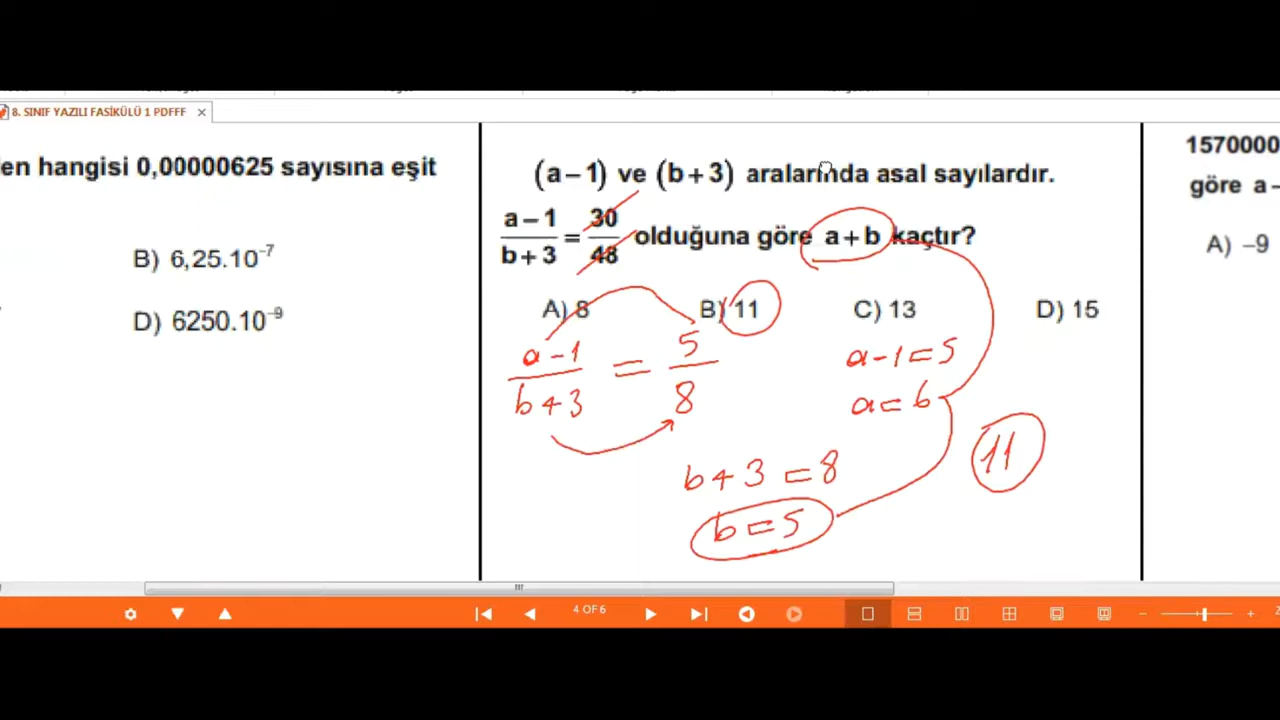 8. SINIF YAZILI FASİKÜLÜ 1 PDFFF
en hangisi 0,00000625 sayısına eşit
B) 6,25.10⁻⁷
D) 6250.10⁻⁹
(a – 1) ve (b + 3) aralarında asal sayılardır.
a – 1 / b + 3 = 30 / 48 olduğuna göre a + b kaçtır?
A) 8 B) 11 C) 13 D) 15
a - 1 / b + 3 = 5 / 8
a - 1 = 5
a = 6
b + 3 = 8
b = 5
11
1570000
göre a –
A) –9
4 OF 6